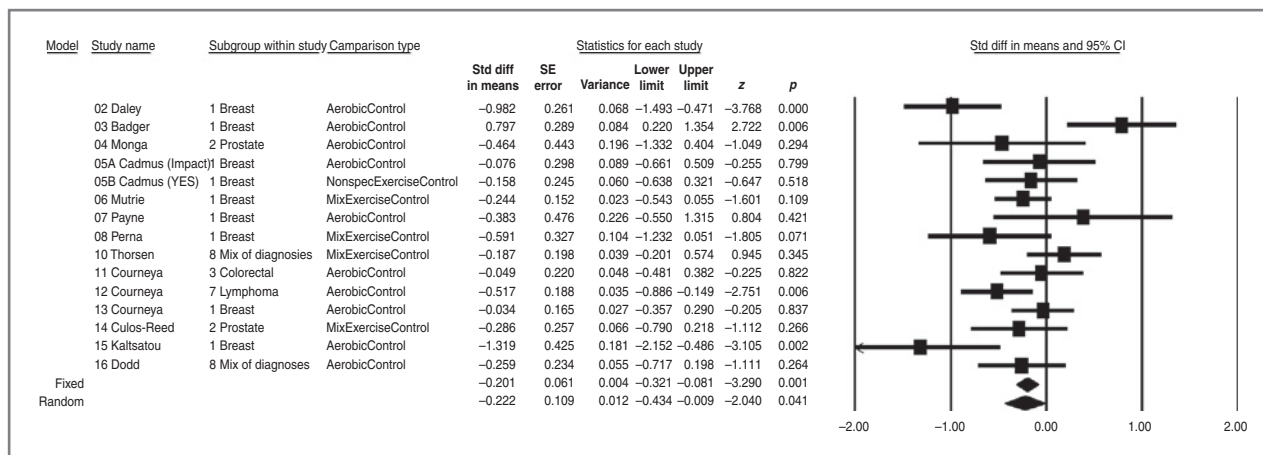 Model Study name Subgroup within study Comparison type Statistics for each study Std diff in means and 95% CI
Std diff in means SE error Variance Lower limit Upper limit z p
02 Daley 1 Breast AerobicControl −0.982 0.261 0.068 −1.493 −0.471 −3.768 0.000
03 Badger 1 Breast AerobicControl 0.797 0.289 0.084 0.220 1.354 2.722 0.006
04 Monga 2 Prostate AerobicControl −0.464 0.443 0.196 −1.332 0.404 −1.049 0.294
05A Cadmus (Impact) 1 Breast AerobicControl −0.076 0.298 0.089 −0.661 0.509 −0.255 0.799
05B Cadmus (YES) 1 Breast NonspecExerciseControl −0.158 0.245 0.060 −0.638 0.321 −0.647 0.518
06 Mutrie 1 Breast MixExerciseControl −0.244 0.152 0.023 −0.543 0.055 −1.601 0.109
07 Payne 1 Breast AerobicControl −0.383 0.476 0.226 −0.550 1.315 0.804 0.421
08 Perna 1 Breast MixExerciseControl −0.591 0.327 0.104 −1.232 0.051 −1.805 0.071
10 Thorsen 8 Mix of diagnosies MixExerciseControl −0.187 0.198 0.039 −0.201 0.574 0.945 0.345
11 Courneya 3 Colorectal AerobicControl −0.049 0.220 0.048 −0.481 0.382 −0.225 0.822
12 Courneya 7 Lymphoma AerobicControl −0.517 0.188 0.035 −0.886 −0.149 −2.751 0.006
13 Courneya 1 Breast AerobicControl −0.034 0.165 0.027 −0.357 0.290 −0.205 0.837
14 Culos-Reed 2 Prostate MixExerciseControl −0.286 0.257 0.066 −0.790 0.218 −1.112 0.266
15 Kaltsatou 1 Breast AerobicControl −1.319 0.425 0.181 −2.152 −0.486 −3.105 0.002
16 Dodd 8 Mix of diagnoses AerobicControl −0.259 0.234 0.055 −0.717 0.198 −1.111 0.264
Fixed −0.201 0.061 0.004 −0.321 −0.081 −3.290 0.001
Random −0.222 0.109 0.012 −0.434 −0.009 −2.040 0.041
−2.00 −1.00 0.00 1.00 2.00